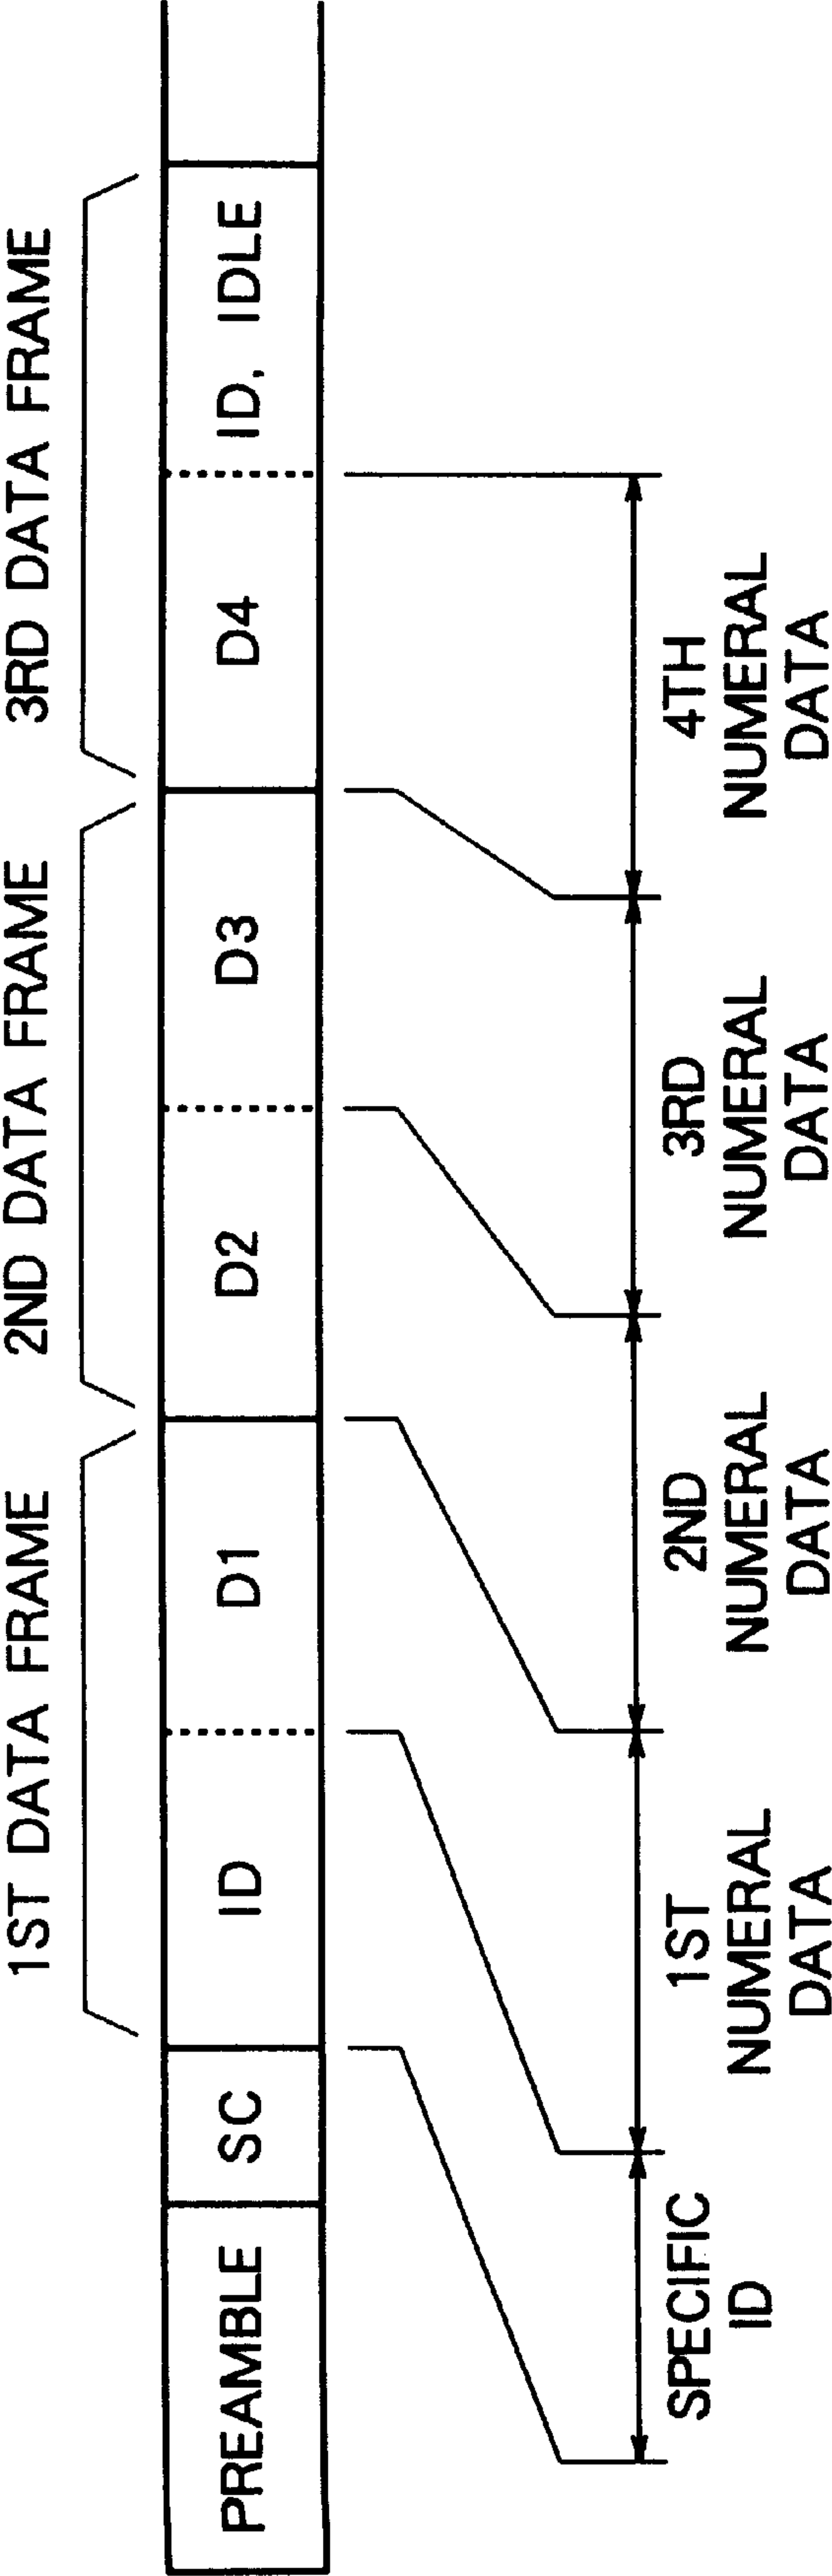 1ST DATA FRAME
2ND DATA FRAME
3RD DATA FRAME
PREAMBLE
SC
ID
D1
D2
D3
D4
ID, IDLE
SPECIFIC
ID
1ST
NUMERAL
DATA
2ND
NUMERAL
DATA
3RD
NUMERAL
DATA
4TH
NUMERAL
DATA